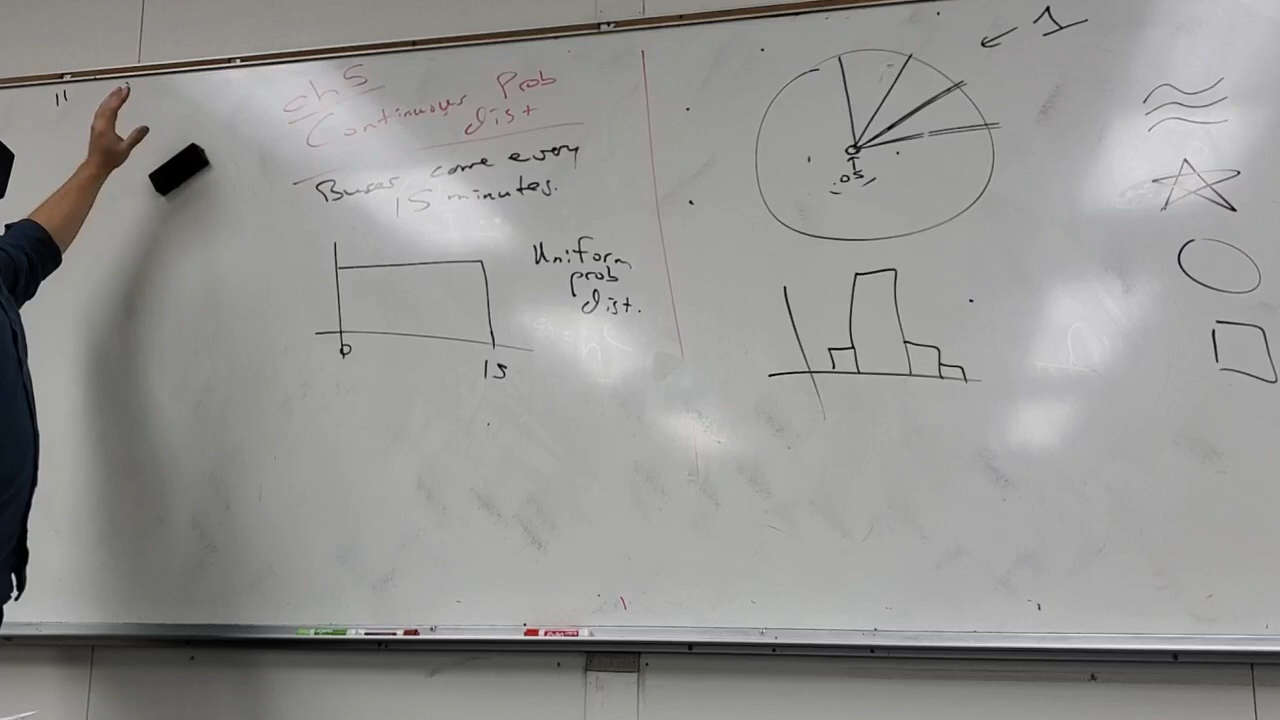 ch5
Continuous Prob
dist
Buses come every
15 minutes.
Uniform
prob
dist.
0
15
1
.05